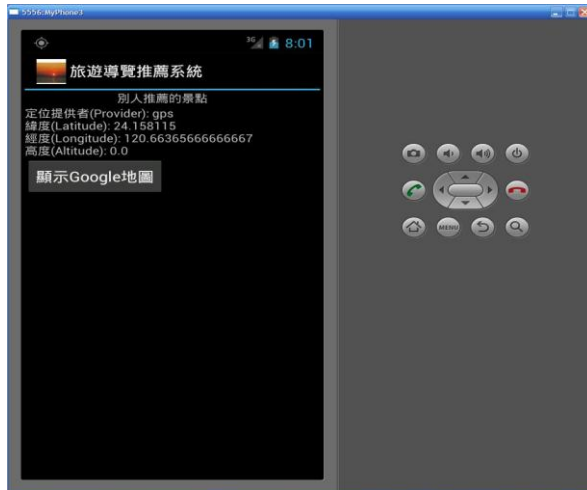 5556:MyPhone3
3G 8:01
旅遊導覽推薦系統
別人推薦的景點
定位提供者(Provider): gps
緯度(Latitude): 24.158115
經度(Longitude): 120.66365666666667
高度(Altitude): 0.0
顯示Google地圖
MENU